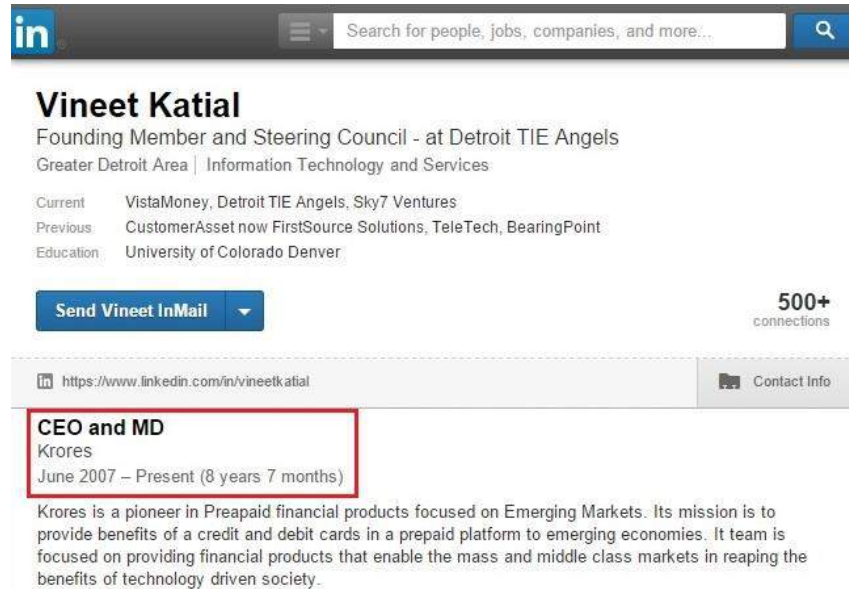 in
Search for people, jobs, companies, and more...
Vineet Katial
Founding Member and Steering Council - at Detroit TIE Angels
Greater Detroit Area | Information Technology and Services
Current VistaMoney, Detroit TIE Angels, Sky7 Ventures
Previous CustomerAsset now FirstSource Solutions, TeleTech, BearingPoint
Education University of Colorado Denver
Send Vineet InMail
500+
connections
in https://www.linkedin.com/in/vineetkatial
Contact Info
CEO and MD
Krores
June 2007 – Present (8 years 7 months)
Krores is a pioneer in Preapaid financial products focused on Emerging Markets. Its mission is to
provide benefits of a credit and debit cards in a prepaid platform to emerging economies. It team is
focused on providing financial products that enable the mass and middle class markets in reaping the
benefits of technology driven society.